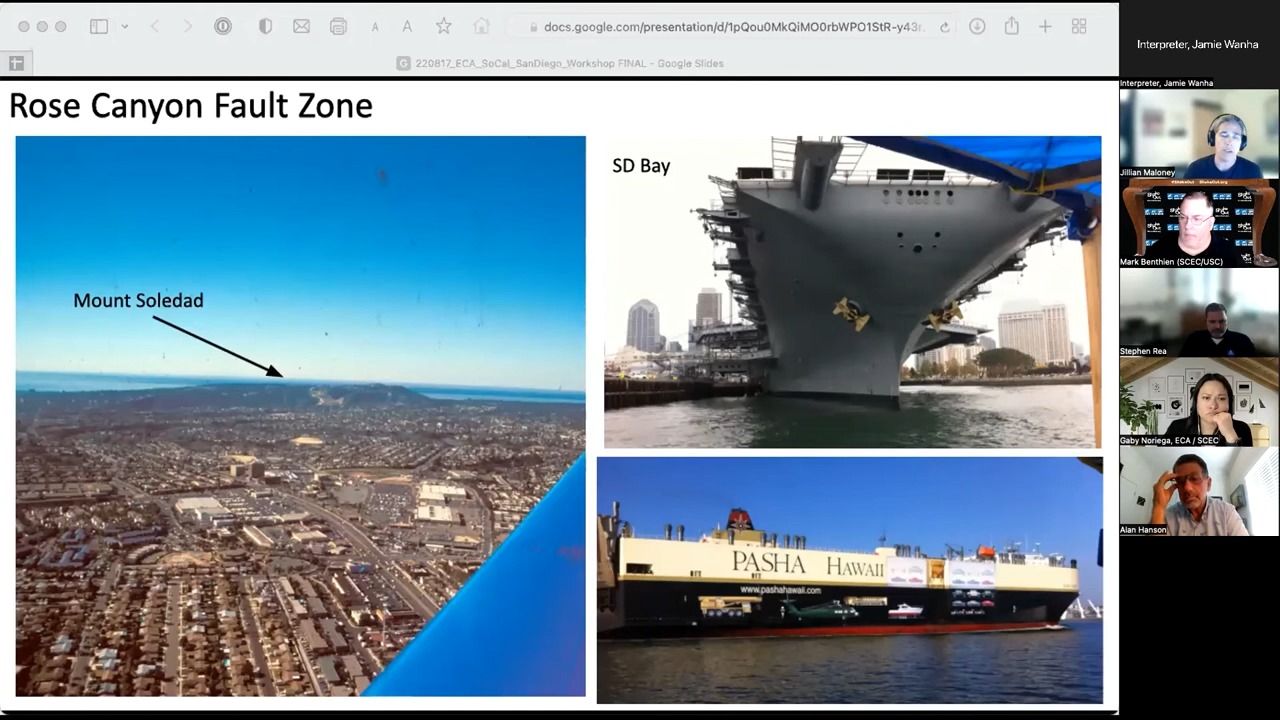 docs.google.com/presentation/d/1pQou0MkQiMO0rbWPO1StR-y43r
220817_ECA_SoCal_SanDiego_Workshop FINAL - Google Slides
Rose Canyon Fault Zone
Mount Soledad
SD Bay
PASHA HAWAII
www.pashahawaii.com
Interpreter, Jamie Wanha
Interpreter, Jamie Wanha
Jillian Maloney
Mark Benthien (SCEC/USC)
Stephen Rea
Gaby Noriega, ECA / SCEC
Alan Hanson